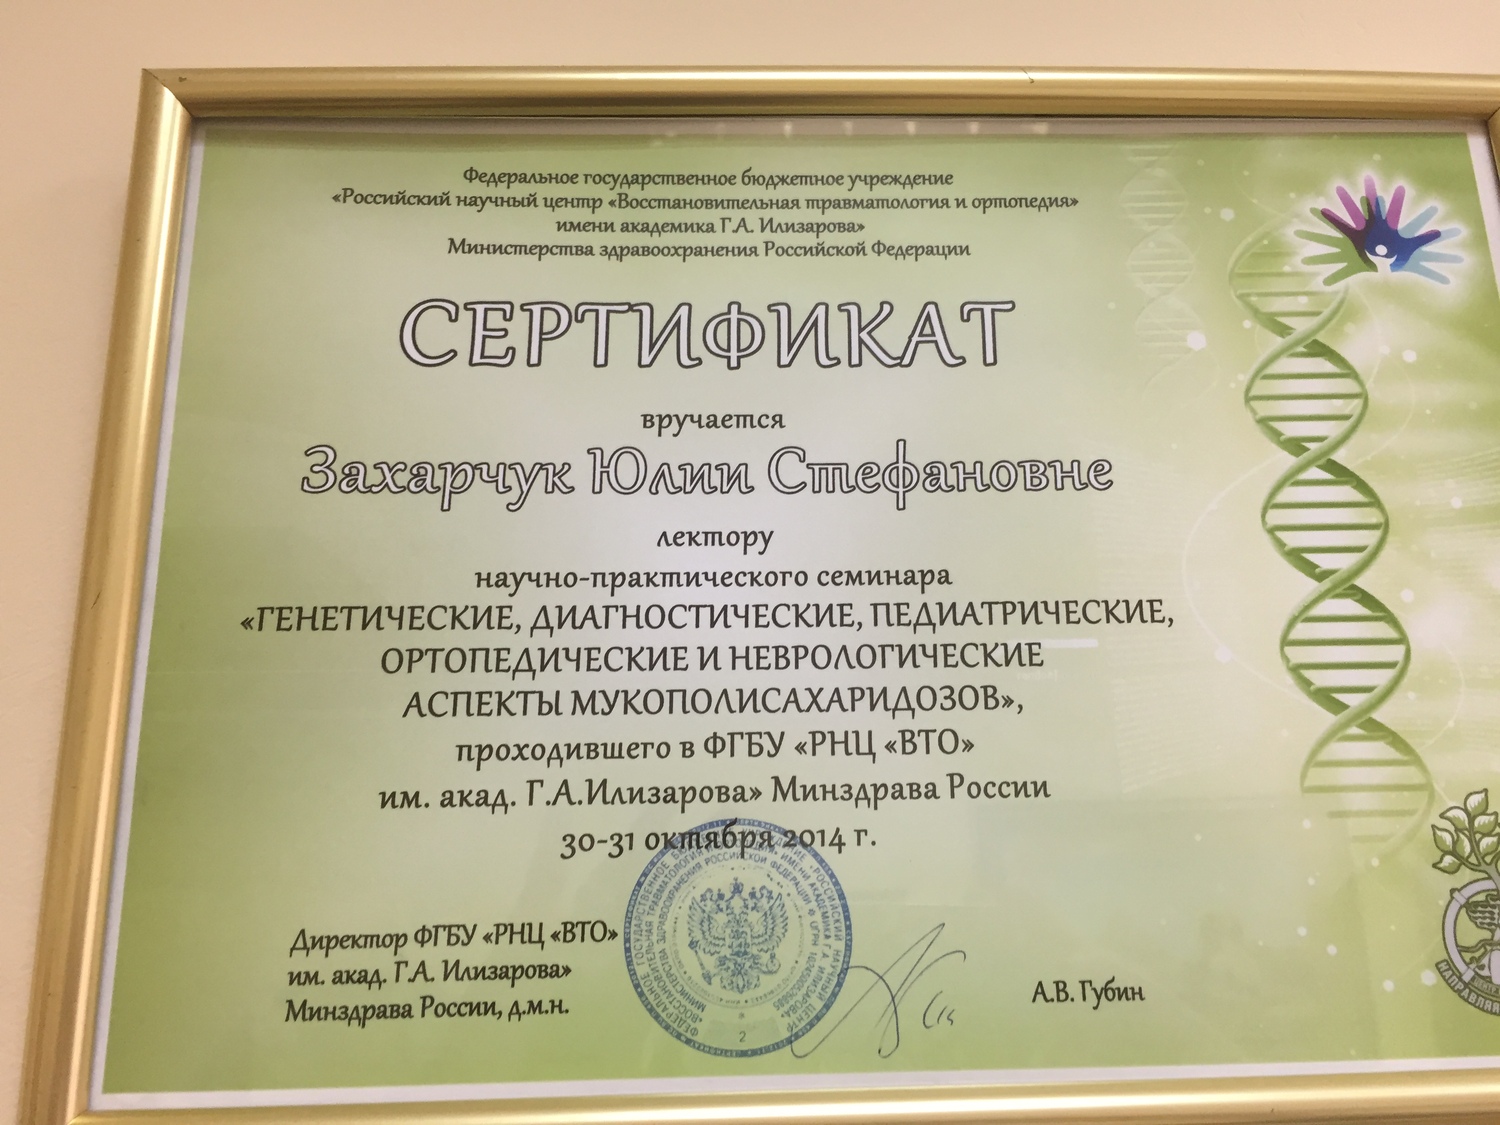 Федеральное государственное бюджетное учреждение
«Российский научный центр «Восстановительная травматология и ортопедия»
имени академика Г.А. Илизарова»
Министерства здравоохранения Российской Федерации
СЕРТИФИКАТ
вручается
Захарчук Юлии Стефановне
лектору
научно-практического семинара
«ГЕНЕТИЧЕСКИЕ, ДИАГНОСТИЧЕСКИЕ, ПЕДИАТРИЧЕСКИЕ,
ОРТОПЕДИЧЕСКИЕ И НЕВРОЛОГИЧЕСКИЕ
АСПЕКТЫ МУКОПОЛИСАХАРИДОЗОВ»,
проходившего в ФГБУ «РНЦ «ВТО»
им. акад. Г.А.Илизарова» Минздрава России
30-31 октября 2014 г.
Директор ФГБУ «РНЦ «ВТО»
им. акад. Г.А. Илизарова»
Минздрава России, д.м.н.
А.В. Губин
2